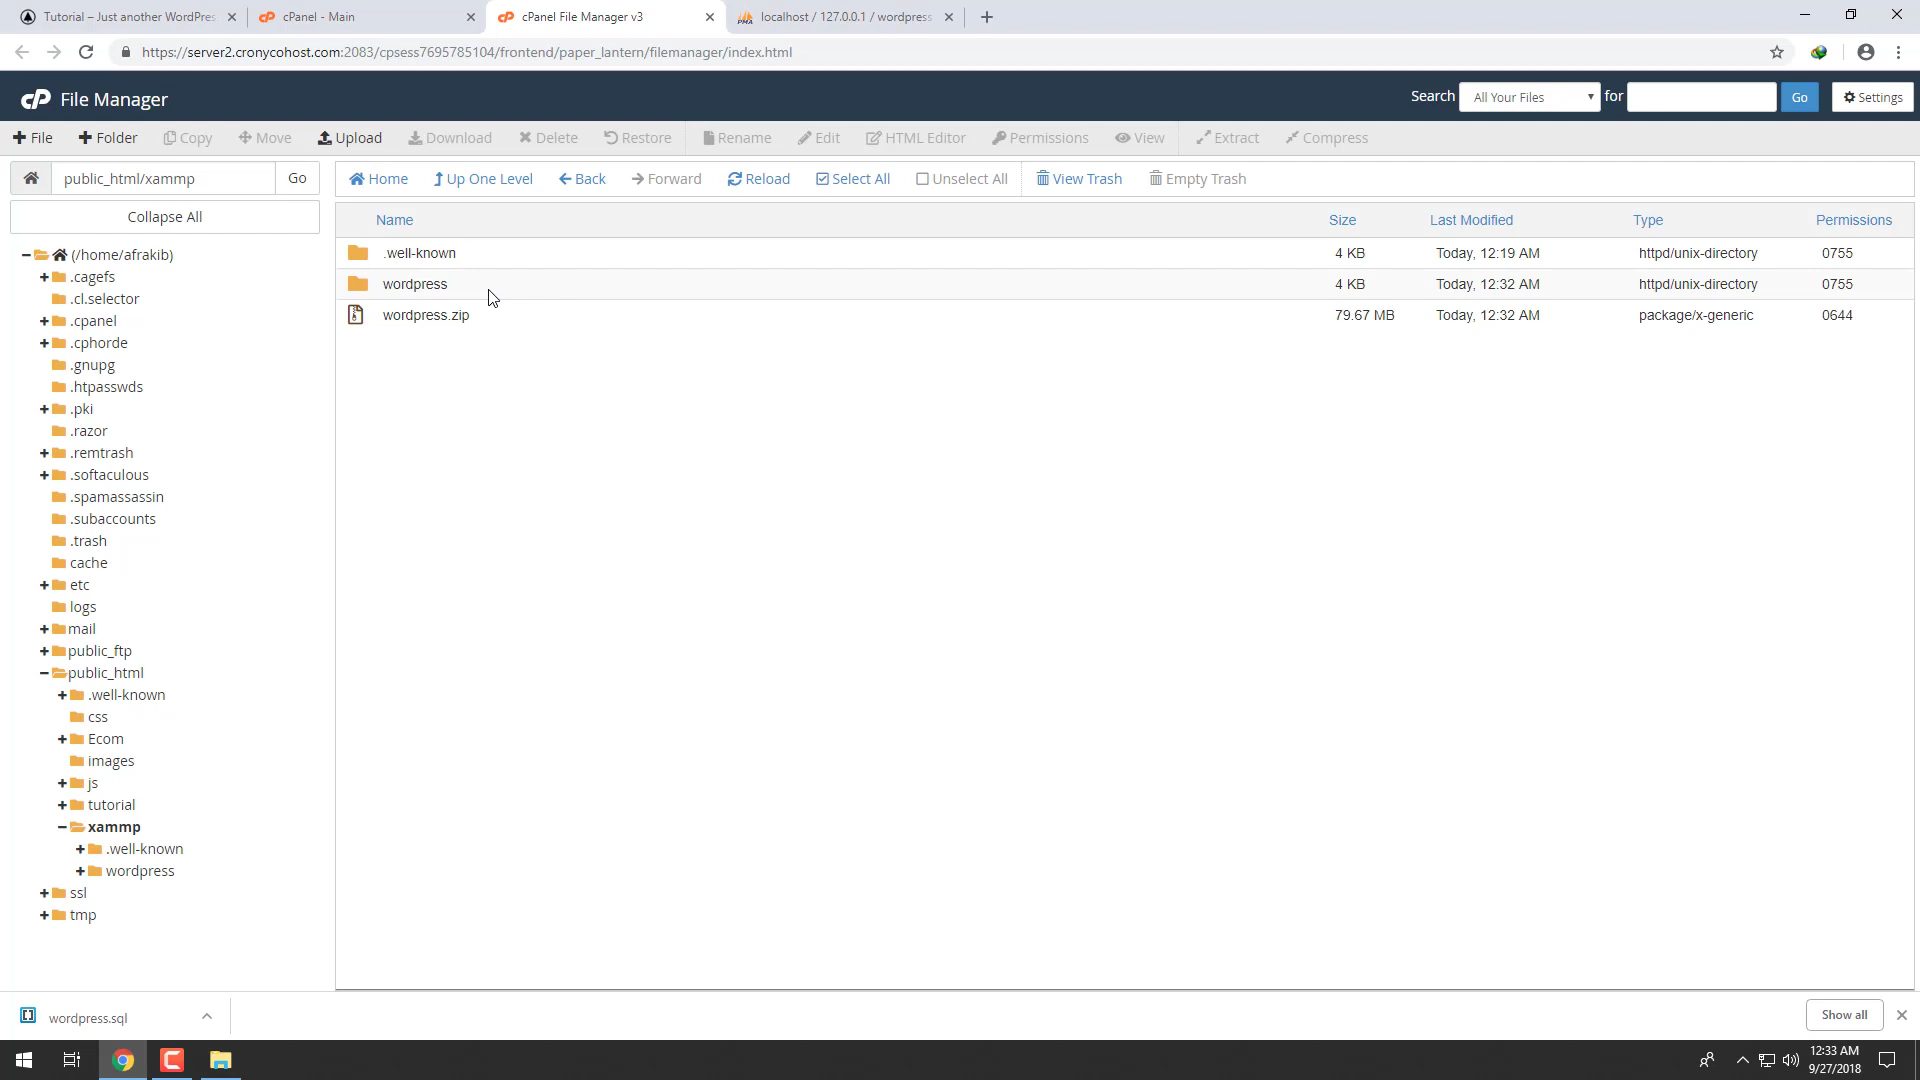 Tutorial – Just another WordPres
cPanel - Main
cPanel File Manager v3
localhost / 127.0.0.1 / wordpress
https://server2.cronycohost.com:2083/cpsess7695785104/frontend/paper_lantern/filemanager/index.html
cP File Manager
Search All Your Files for Go Settings
File Folder Copy Move Upload Download Delete Restore Rename Edit HTML Editor Permissions View Extract Compress
public_html/xammp Go
Home Up One Level Back Forward Reload Select All Unselect All View Trash Empty Trash
Collapse All
Name Size Last Modified Type Permissions
.well-known 4 KB Today, 12:19 AM httpd/unix-directory 0755
wordpress 4 KB Today, 12:32 AM httpd/unix-directory 0755
wordpress.zip 79.67 MB Today, 12:32 AM package/x-generic 0644
(/home/afrakib)
.cagefs
.cl.selector
.cpanel
.cphorde
.gnupg
.htpasswds
.pki
.razor
.remtrash
.softaculous
.spamassassin
.subaccounts
.trash
cache
etc
logs
mail
public_ftp
public_html
.well-known
css
Ecom
images
js
tutorial
xammp
.well-known
wordpress
ssl
tmp
wordpress.sql
Show all
12:33 AM
9/27/2018